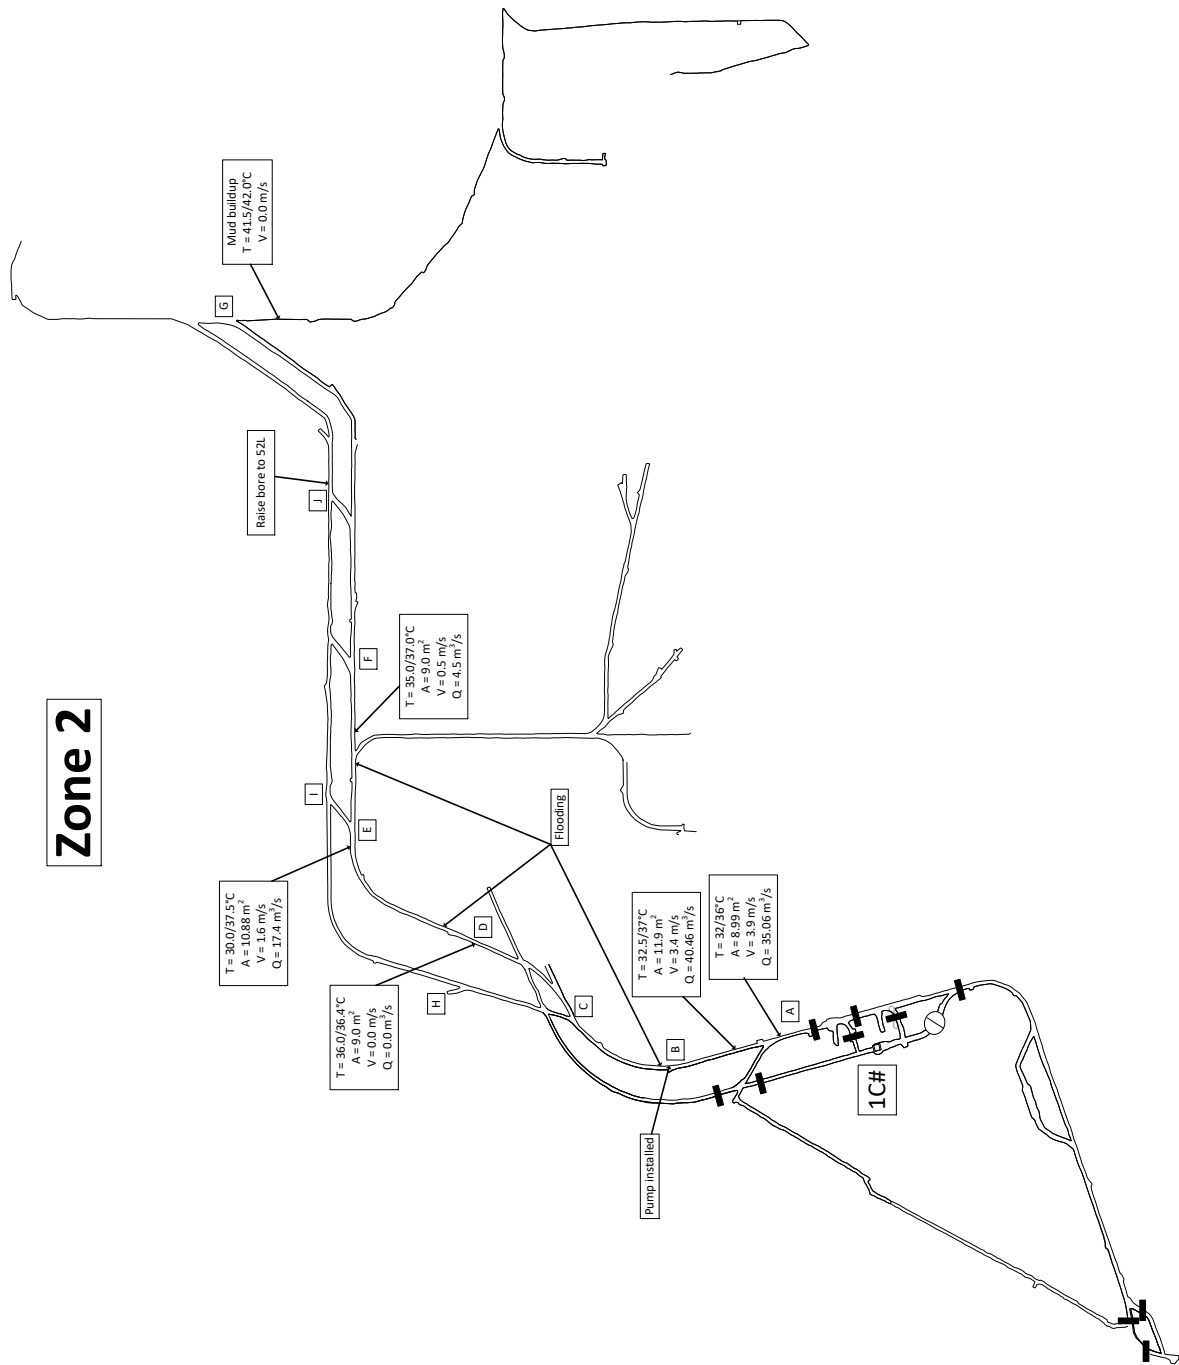 Zone 2
Mud buildup
T = 41.5/42.0°C
V = 0.0 m/s
G
Raise bore to 52L
J
T = 35.0/37.0°C
A = 9.0 m²
V = 0.5 m/s
Q = 4.5 m³/s
F
I
E
Flooding
T = 30.0/37.5°C
A = 10.88 m²
V = 1.6 m/s
Q = 17.4 m³/s
D
T = 36.0/36.4°C
A = 9.0 m²
V = 0.0 m/s
Q = 0.0 m³/s
H
C
T = 32.5/37°C
A = 11.9 m²
V = 3.4 m/s
Q = 40.46 m³/s
T = 32/36°C
A = 8.99 m²
V = 3.9 m/s
Q = 35.06 m³/s
A
B
Pump installed
1C#